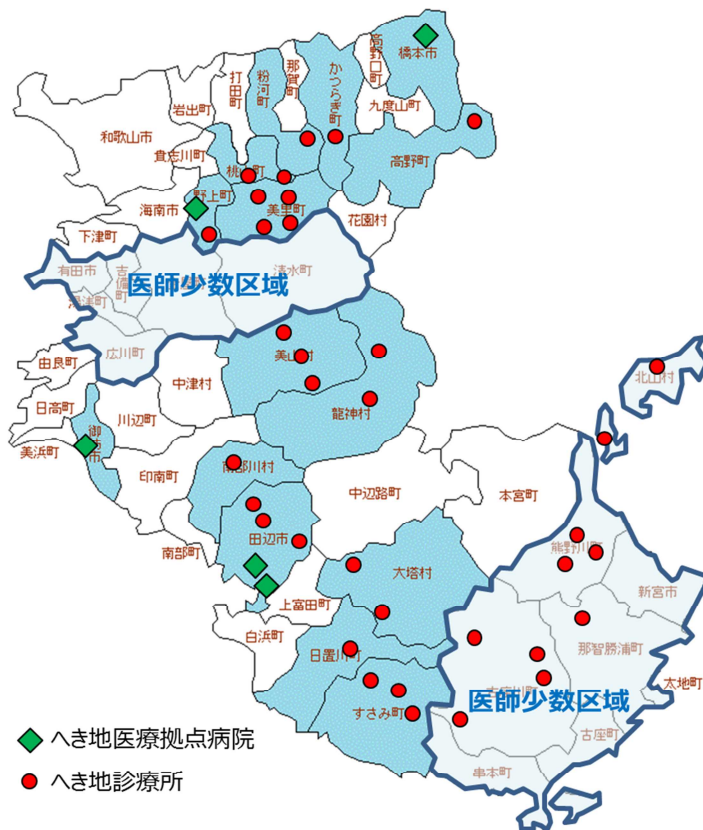 橋本市
高野口町
かつらぎ町
那賀町
粉河町
打田町
岩出町
九度山町
和歌山市
貴志川町
高野町
桃山町
野上町
美里町
海南市
花園村
下津町
清水町
有田市
吉備町
医師少数区域
湯浅町
広川町
由良町
中津村
美山村
北山村
日高町
川辺町
龍神村
御坊市
美浜町
印南町
南部川村
中辺路町
本宮町
田辺市
熊野川町
南部町
大塔村
新宮市
上富田町
白浜町
日置川町
那智勝浦町
太地町
すさみ町
医師少数区域
古座町
串本町
へき地医療拠点病院
へき地診療所